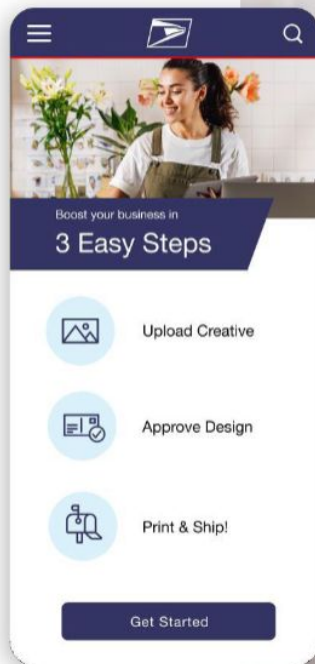 Boost your business in
3 Easy Steps
Upload Creative
Approve Design
Print & Ship!
Get Started